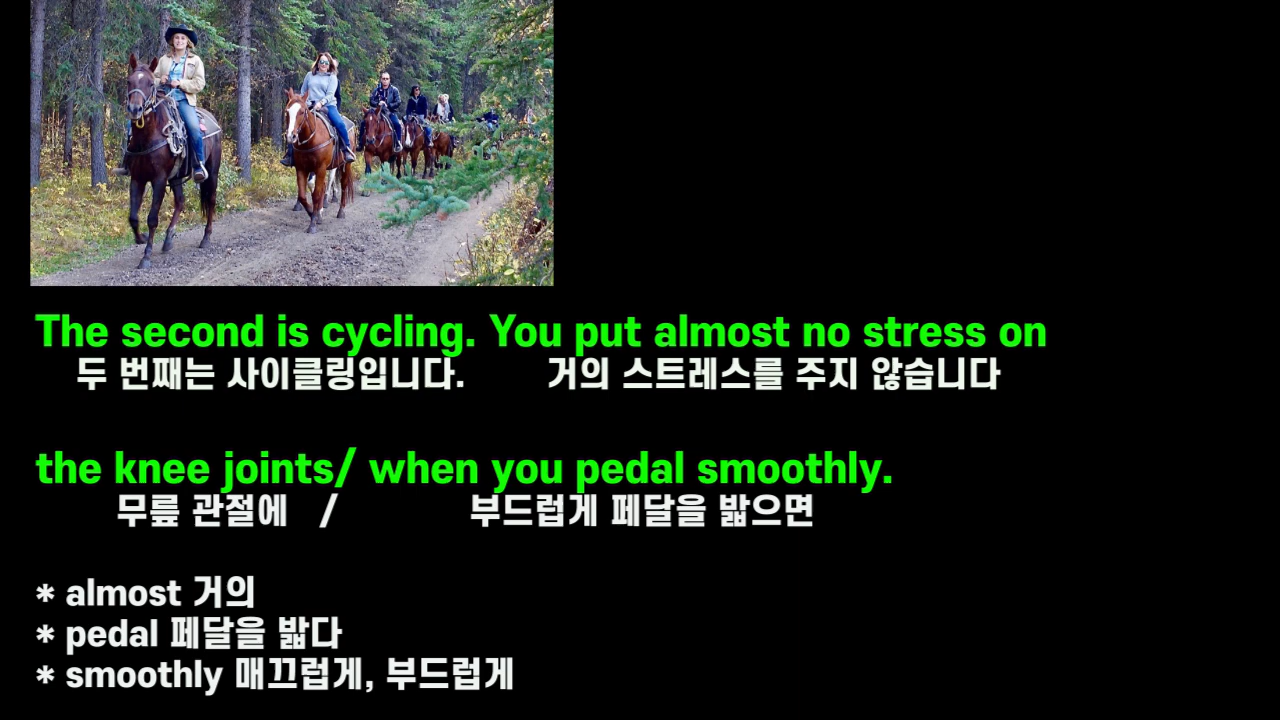 The second is cycling. You put almost no stress on
두 번째는 사이클링입니다. 거의 스트레스를 주지 않습니다
the knee joints/ when you pedal smoothly.
무릎 관절에 / 부드럽게 페달을 밟으면
* almost 거의
* pedal 페달을 밟다
* smoothly 매끄럽게, 부드럽게